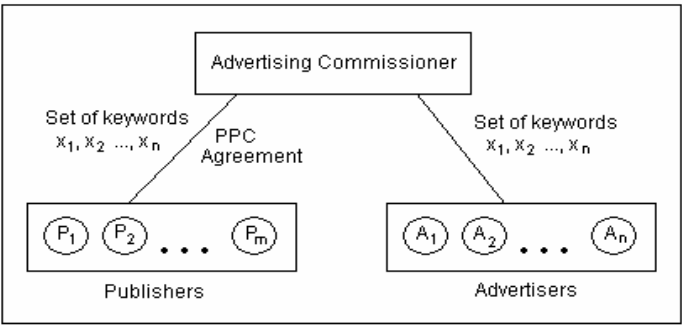 Advertising Commissioner
Set of keywords
x1, x2 ..., xn
PPC
Agreement
Set of keywords
x1, x2 ..., xn
P1 P2 • • • Pm
A1 A2 • • • An
Publishers
Advertisers